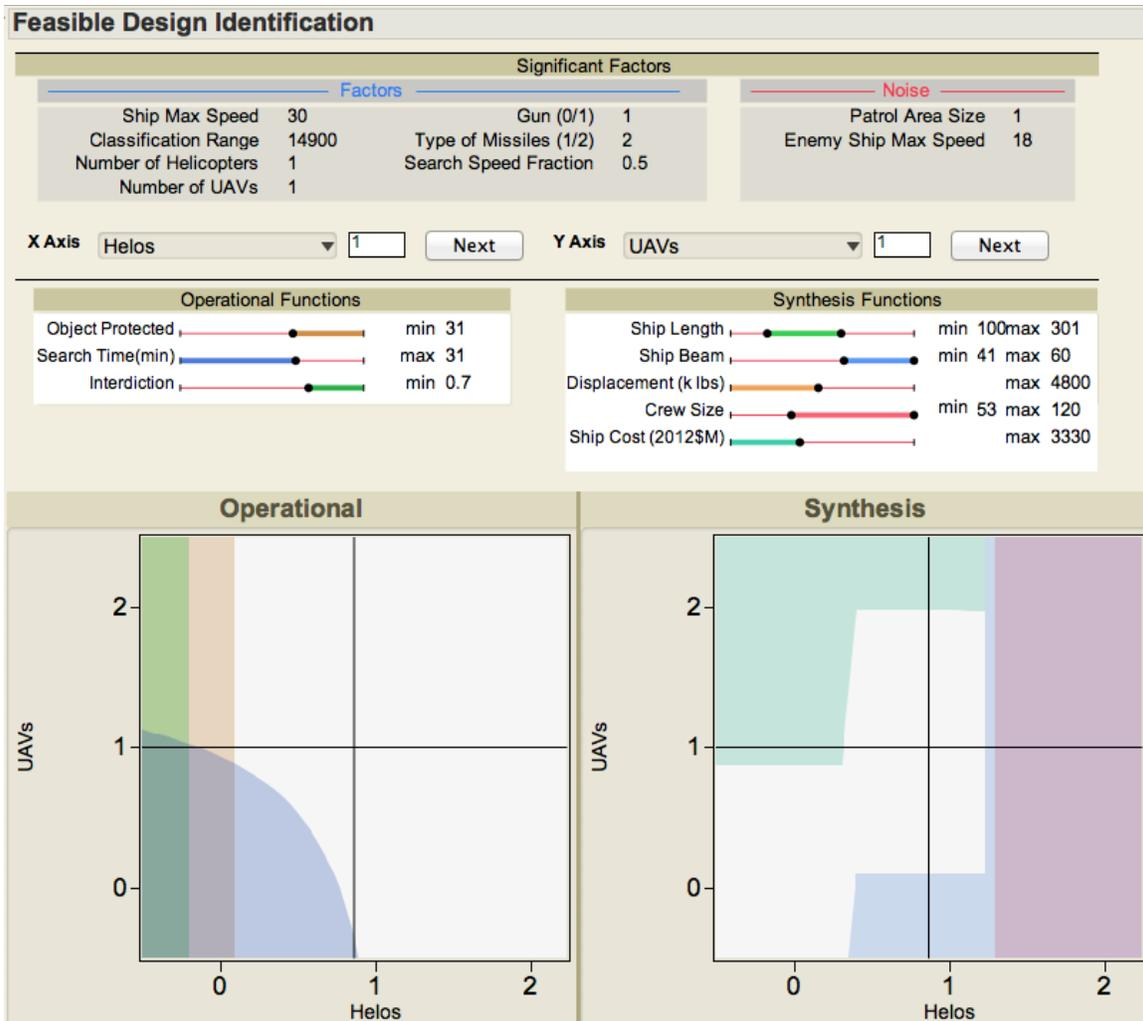 Feasible Design Identification
Significant Factors
Factors
Noise
Ship Max Speed 30 Gun (0/1) 1 Patrol Area Size 1
Classification Range 14900 Type of Missiles (1/2) 2 Enemy Ship Max Speed 18
Number of Helicopters 1 Search Speed Fraction 0.5
Number of UAVs 1
X Axis Helos 1 Next Y Axis UAVs 1 Next
Operational Functions
Object Protected min 31
Search Time(min) max 31
Interdiction min 0.7
Synthesis Functions
Ship Length min 100max 301
Ship Beam min 41 max 60
Displacement (k lbs) max 4800
Crew Size min 53 max 120
Ship Cost (2012$M) max 3330
Operational
2
1
0
UAVs
0 1 2
Helos
Synthesis
2
1
0
UAVs
0 1 2
Helos